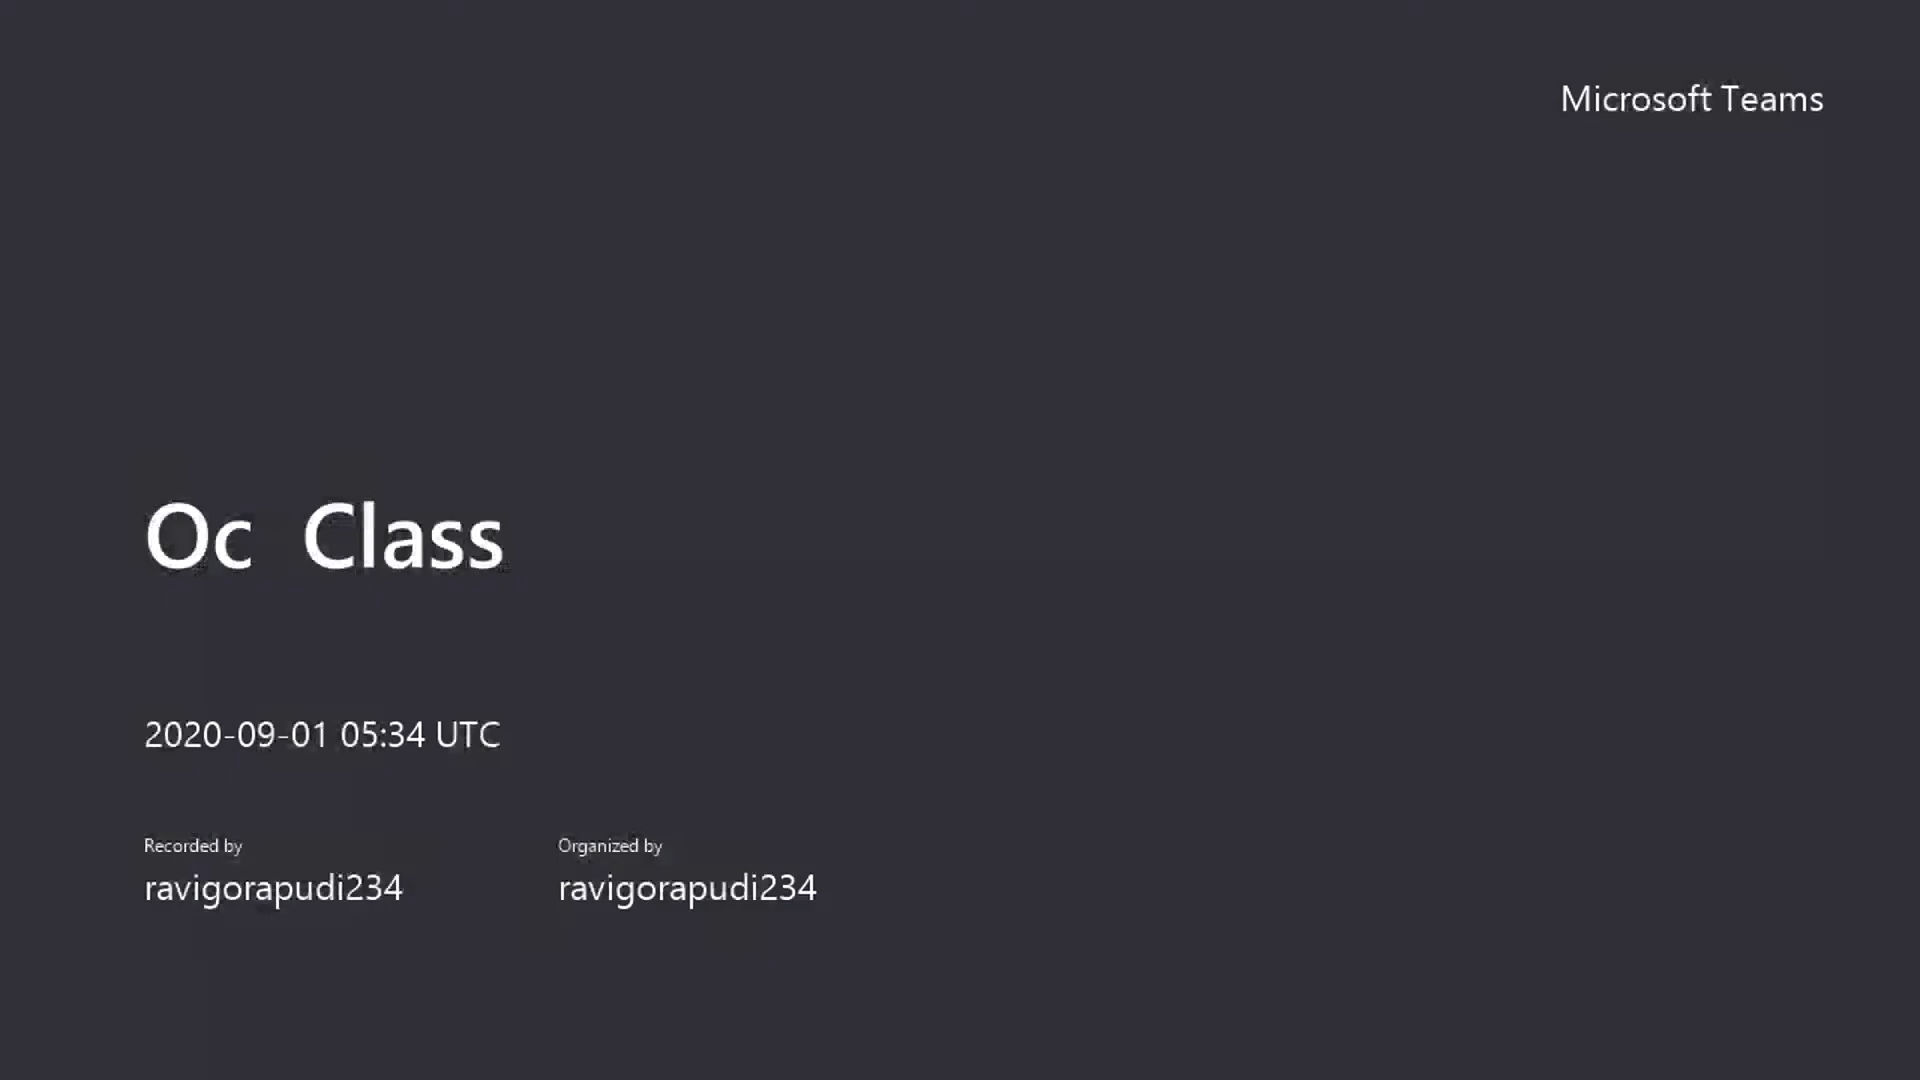 Microsoft Teams
Oc  Class
2020-09-01 05:34 UTC
Recorded by
ravigorapudi234
Organized by
ravigorapudi234